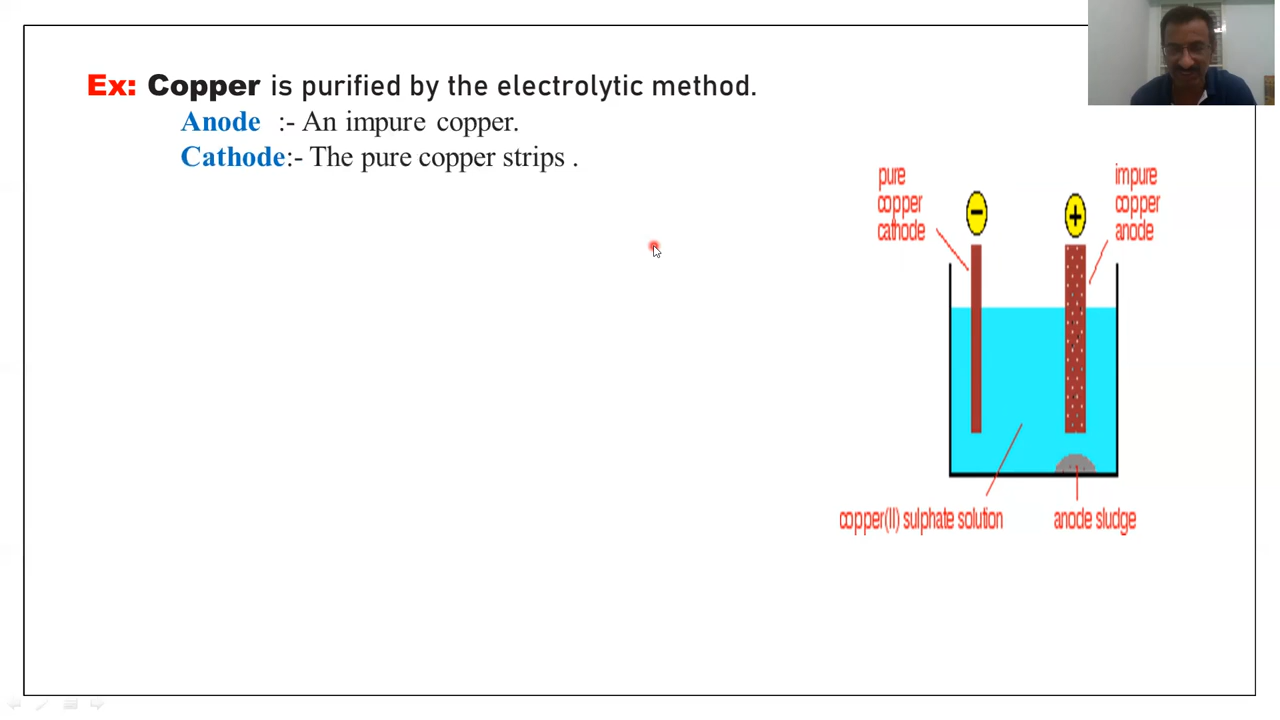 Ex: Copper is purified by the electrolytic method.
Anode :- An impure copper.
Cathode:- The pure copper strips .
pure
copper
cathode
impure
copper
anode
−
+
copper(II) sulphate solution
anode sludge